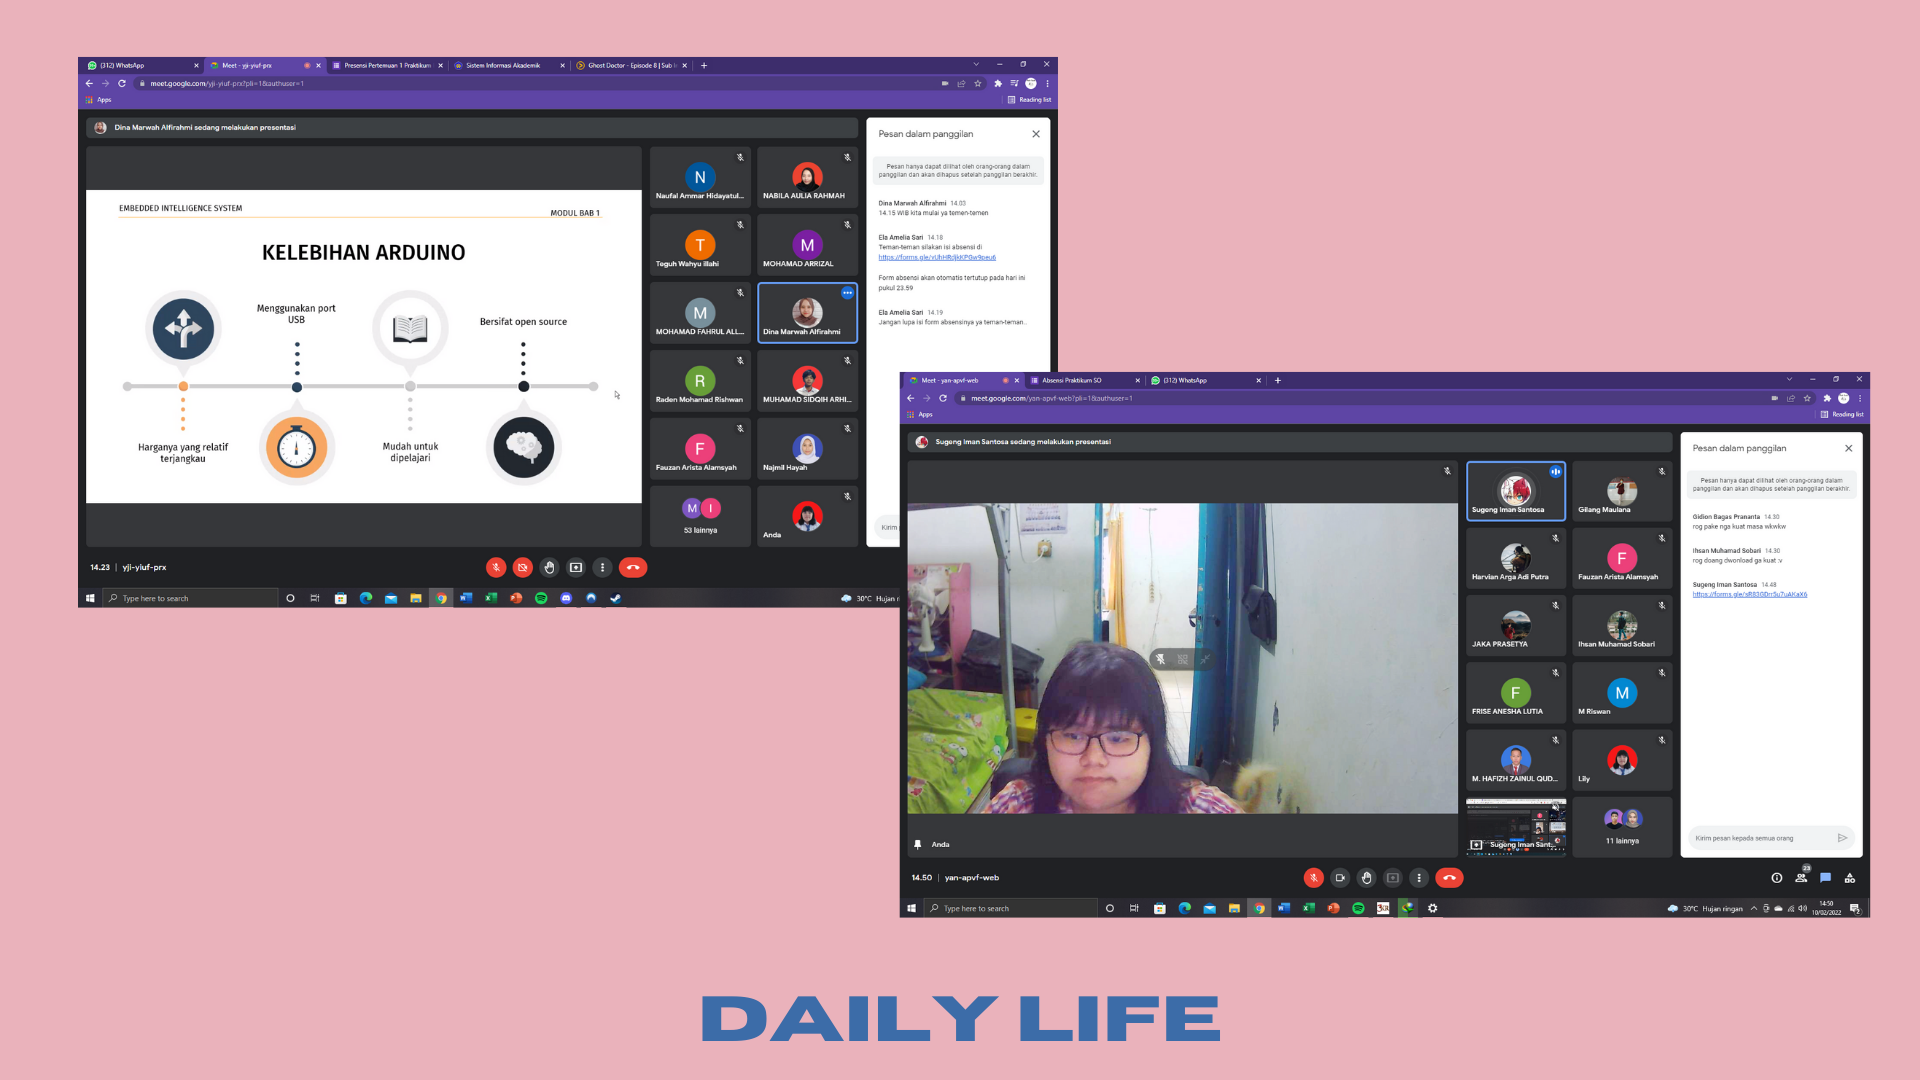 (312) WhatsApp
Meet - yji-yiuf-prx
Presensi Pertemuan 1 Praktikum
Sistem Informasi Akademik
Ghost Doctor - Episode 8 | Sub
meet.google.com/yji-yiuf-prx?pli=1&authuser=1
Apps
Reading list
Dina Marwah Alfirahmi sedang melakukan presentasi
EMBEDDED INTELLIGENCE SYSTEM
MODUL BAB 1
KELEBIHAN ARDUINO
Menggunakan port
USB
Bersifat open source
Harganya yang relatif
terjangkau
Mudah untuk
dipelajari
N
Naufal Ammar Hidayatul...
NABILA AULIA RAHMAH
T
Teguh Wahyu Illahi
M
MOHAMAD ARRIZAL
M
MOHAMAD FAHRUL ALL...
Dina Marwah Alfirahmi
R
Raden Mohamad Rishwan
MUHAMAD SIDQIH ARHI...
F
Fauzan Arista Alamsyah
Najmil Hayah
M I
53 lainnya
Anda
Pesan dalam panggilan
Pesan hanya dapat dilihat oleh orang-orang dalam
panggilan dan akan dihapus setelah panggilan berakhir.
Dina Marwah Alfirahmi 14.03
14.15 WIB kita mulai ya temen-temen
Ela Amelia Sari 14.18
Teman-teman silakan isi absensi di
Form absensi akan otomatis tertutup pada hari ini
pukul 23.59
Ela Amelia Sari 14.19
Jangan lupa isi form absensinya ya teman-teman..
Kirim
14.23 | yji-yiuf-prx
Type here to search
30°C Hujan
Meet - yan-apvf-web
Absensi Praktikum SO
(312) WhatsApp
meet.google.com/yan-apvf-web?pli=1&authuser=1
Apps
Reading list
Sugeng Iman Santosa sedang melakukan presentasi
Anda
Sugeng Iman Santosa
Gilang Maulana
Harvian Arga Adi Putra
F
Fauzan Arista Alamsyah
JAKA PRASETYA
Ihsan Muhamad Sobari
F
FRISE ANESHA LUTIA
M
M Riswan
M. HAFIZH ZAINUL QUD...
Lily
Sugeng Iman Sant...
11 lainnya
Pesan dalam panggilan
Pesan hanya dapat dilihat oleh orang-orang dalam
panggilan dan akan dihapus setelah panggilan berakhir.
Gidion Bagas Prananta 14.30
rog pake nga kuat masa wkwkw
Ihsan Muhamad Sobari 14.30
rog doang dwonload ga kuat :v
Sugeng Iman Santosa 14.48
Kirim pesan kepada semua orang
14.50 | yan-apvf-web
23
Type here to search
30°C Hujan ringan
14:50
10/02/2022
DAILY LIFE